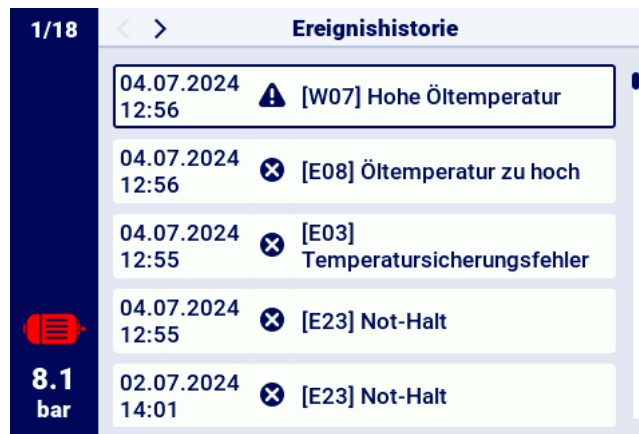 1/18
Ereignishistorie
04.07.2024
12:56
[W07] Hohe Öltemperatur
04.07.2024
12:56
[E08] Öltemperatur zu hoch
04.07.2024
12:55
[E03]
Temperatursicherungsfehler
04.07.2024
12:55
[E23] Not-Halt
02.07.2024
14:01
[E23] Not-Halt
8.1
bar